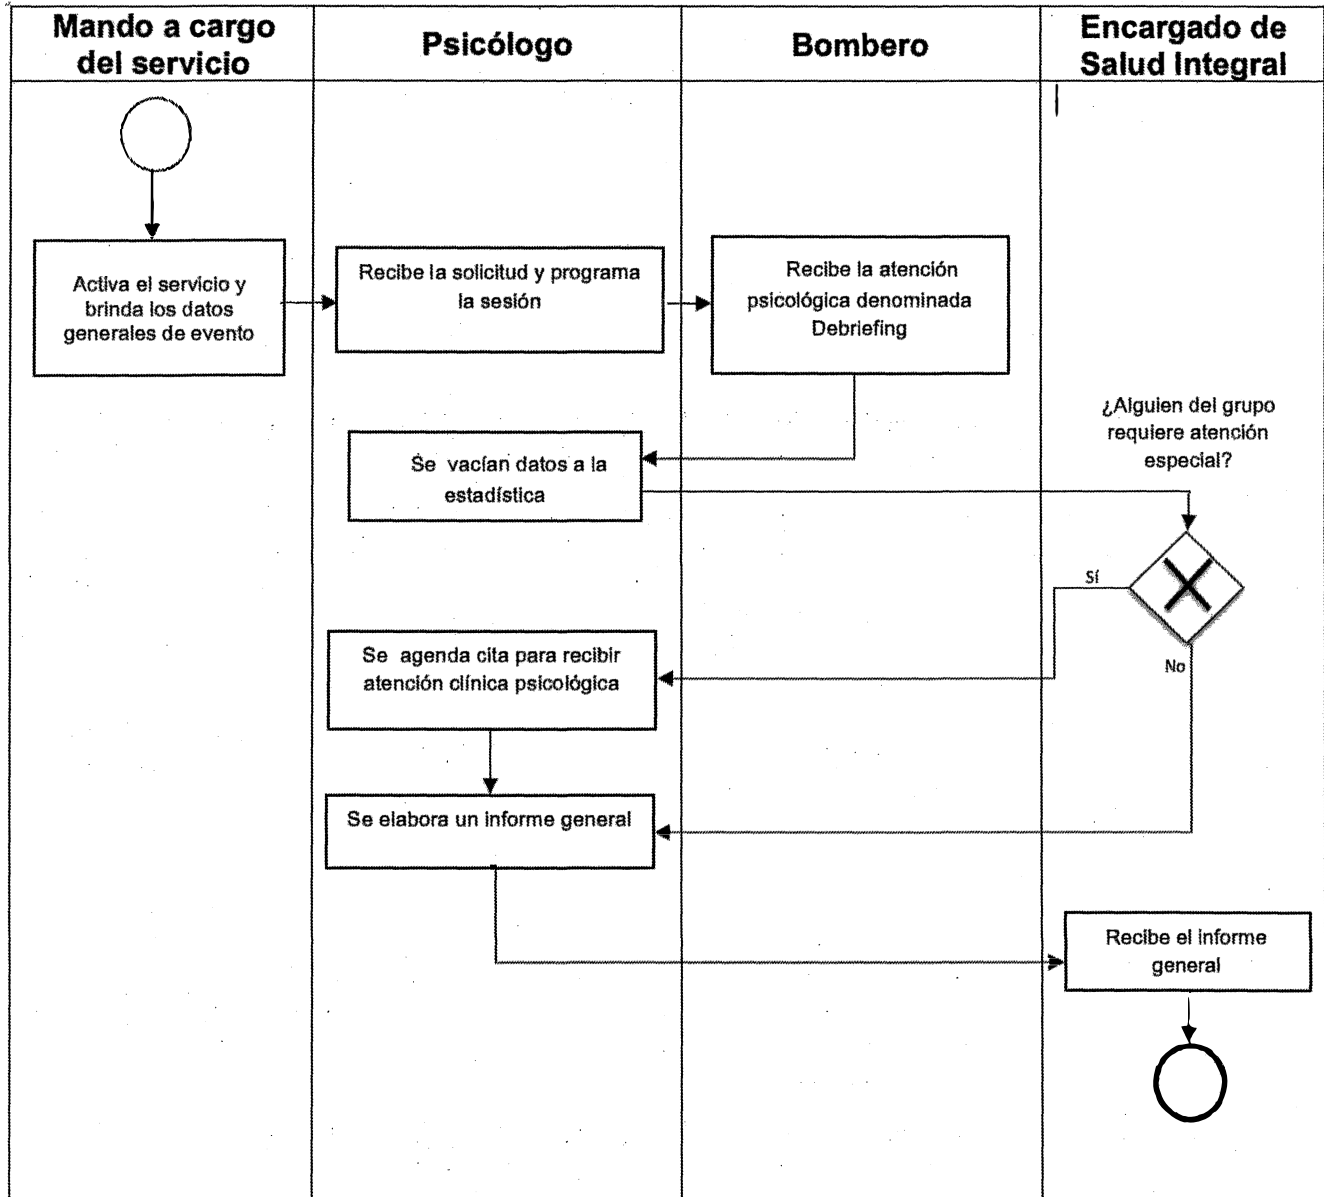 Mando a cargo
del servicio
Psicólogo
Bombero
Encargado de
Salud Integral
Activa el servicio y
brinda los datos
generales de evento
Recibe la solicitud y programa
la sesión
Recibe la atención
psicológica denominada
Debriefing
¿Alguien del grupo
requiere atención
especial?
Se vacían datos a la
estadística
Sí
No
Se agenda cita para recibir
atención clínica psicológica
Se elabora un informe general
Recibe el informe
general